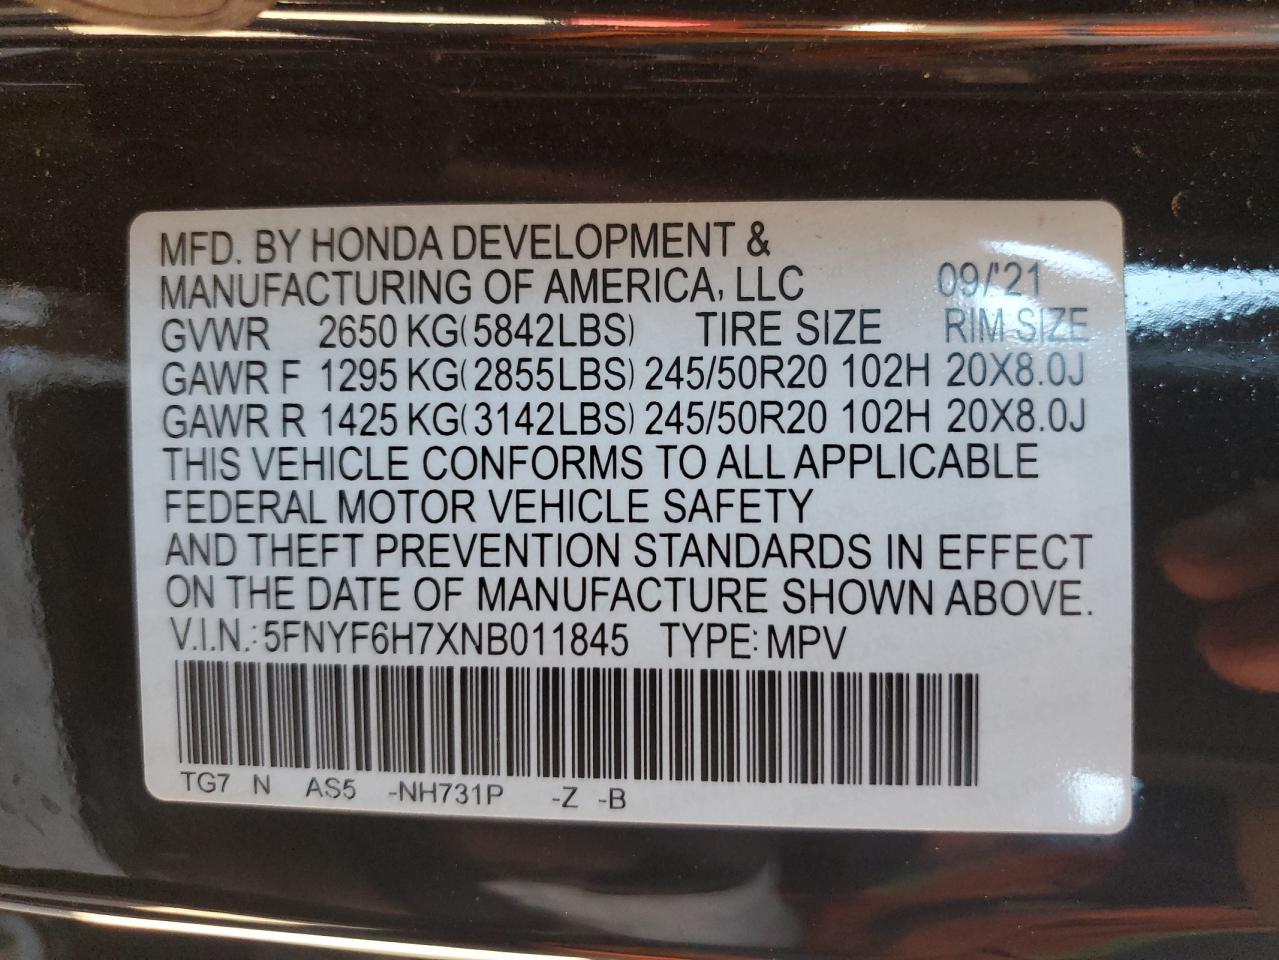 MFD. BY HONDA DEVELOPMENT &
MANUFACTURING OF AMERICA, LLC 09/'21
GVWR 2650 KG(5842LBS) TIRE SIZE RIM SIZE
GAWR F 1295 KG(2855LBS) 245/50R20 102H 20X8.0J
GAWR R 1425 KG(3142LBS) 245/50R20 102H 20X8.0J
THIS VEHICLE CONFORMS TO ALL APPLICABLE
FEDERAL MOTOR VEHICLE SAFETY
AND THEFT PREVENTION STANDARDS IN EFFECT
ON THE DATE OF MANUFACTURE SHOWN ABOVE.
V.I.N.: 5FNYF6H7XNB011845 TYPE: MPV
TG7 N AS5 -NH731P -Z -B